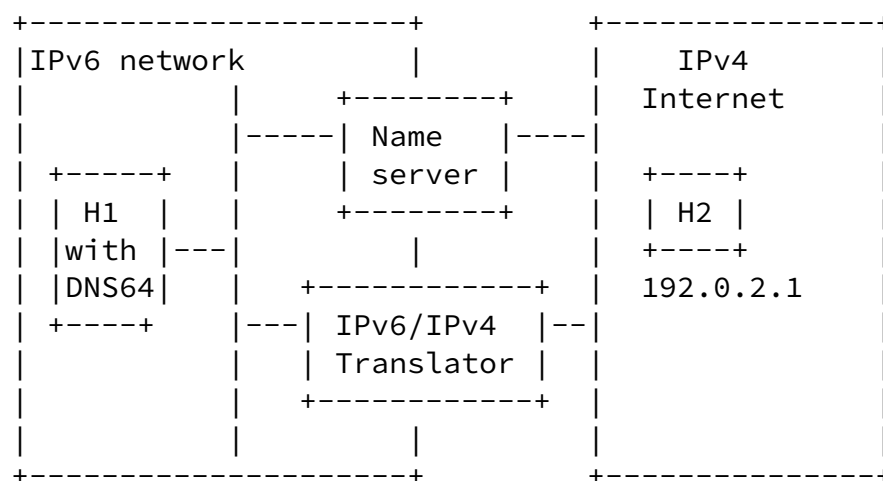 +---------------------+         +---------------+
|IPv6 network         |         |    IPv4       |
|           |     +--------+    |  Internet     |
|           |-----| Name   |----|               |
| +-----+   |     | server |    |  +----+       |
| | H1  |   |     +--------+    |  | H2 |       |
| |with |---|         |         |  +----+       |
| |DNS64|   |   +------------+  |  192.0.2.1    |
| +----+    |---| IPv6/IPv4  |--|               |
|           |   | Translator |  |               |
|           |   +------------+  |               |
|           |         |         |               |
+---------------------+         +---------------+